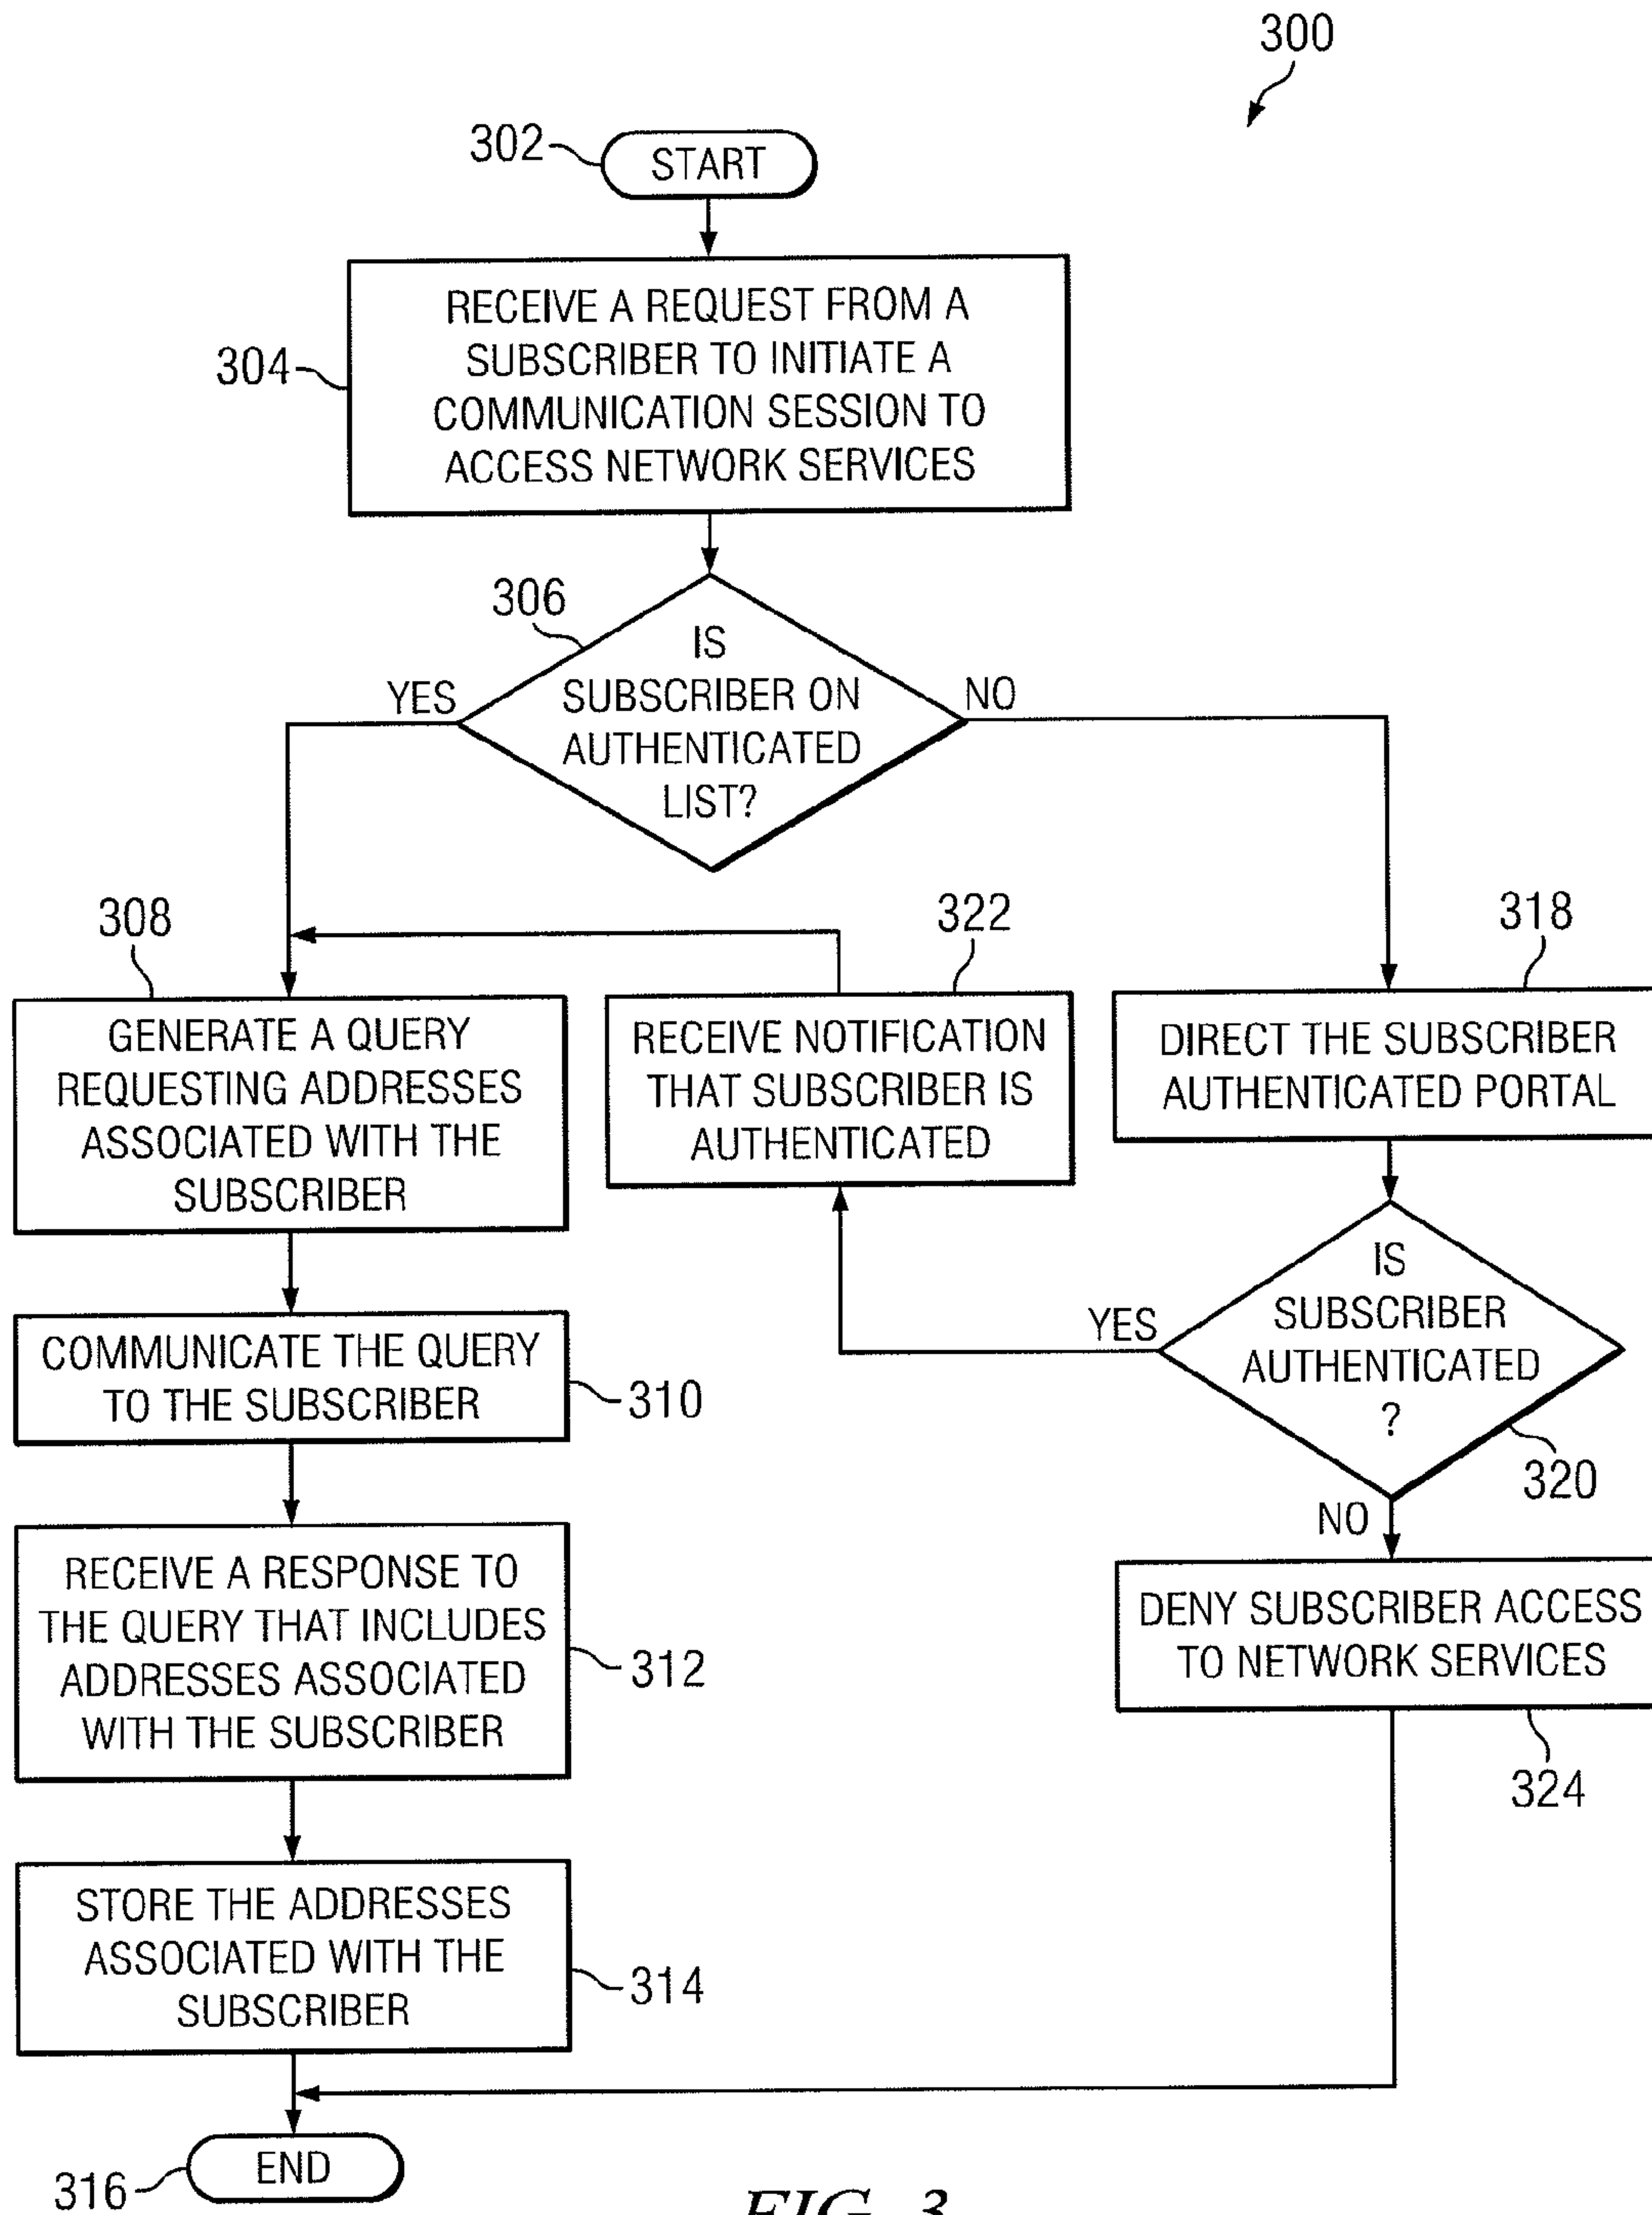 300
302
START
304
RECEIVE A REQUEST FROM A
SUBSCRIBER TO INITIATE A
COMMUNICATION SESSION TO
ACCESS NETWORK SERVICES
306
IS
SUBSCRIBER ON
AUTHENTICATED
LIST?
YES
NO
308
GENERATE A QUERY
REQUESTING ADDRESSES
ASSOCIATED WITH THE
SUBSCRIBER
322
RECEIVE NOTIFICATION
THAT SUBSCRIBER IS
AUTHENTICATED
318
DIRECT THE SUBSCRIBER
AUTHENTICATED PORTAL
COMMUNICATE THE QUERY
TO THE SUBSCRIBER
310
IS
SUBSCRIBER
AUTHENTICATED
?
YES
320
NO
RECEIVE A RESPONSE TO
THE QUERY THAT INCLUDES
ADDRESSES ASSOCIATED
WITH THE SUBSCRIBER
312
DENY SUBSCRIBER ACCESS
TO NETWORK SERVICES
324
STORE THE ADDRESSES
ASSOCIATED WITH THE
SUBSCRIBER
314
END
316
FIG. 3